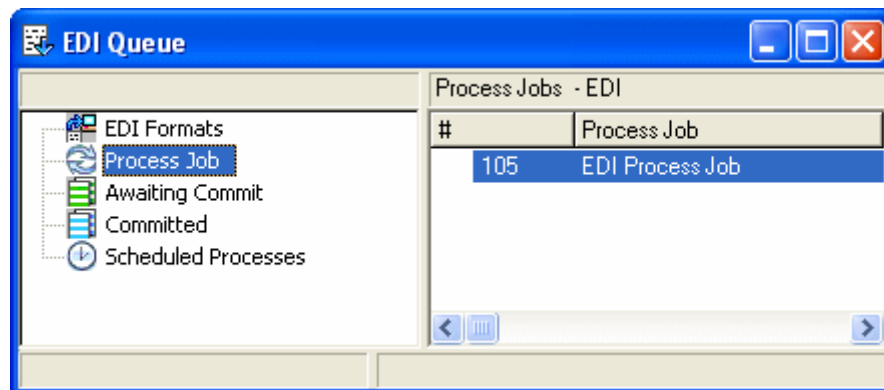 EDI Queue
Process Jobs - EDI
EDI Formats
Process Job
Awaiting Commit
Committed
Scheduled Processes
# Process Job
105 EDI Process Job